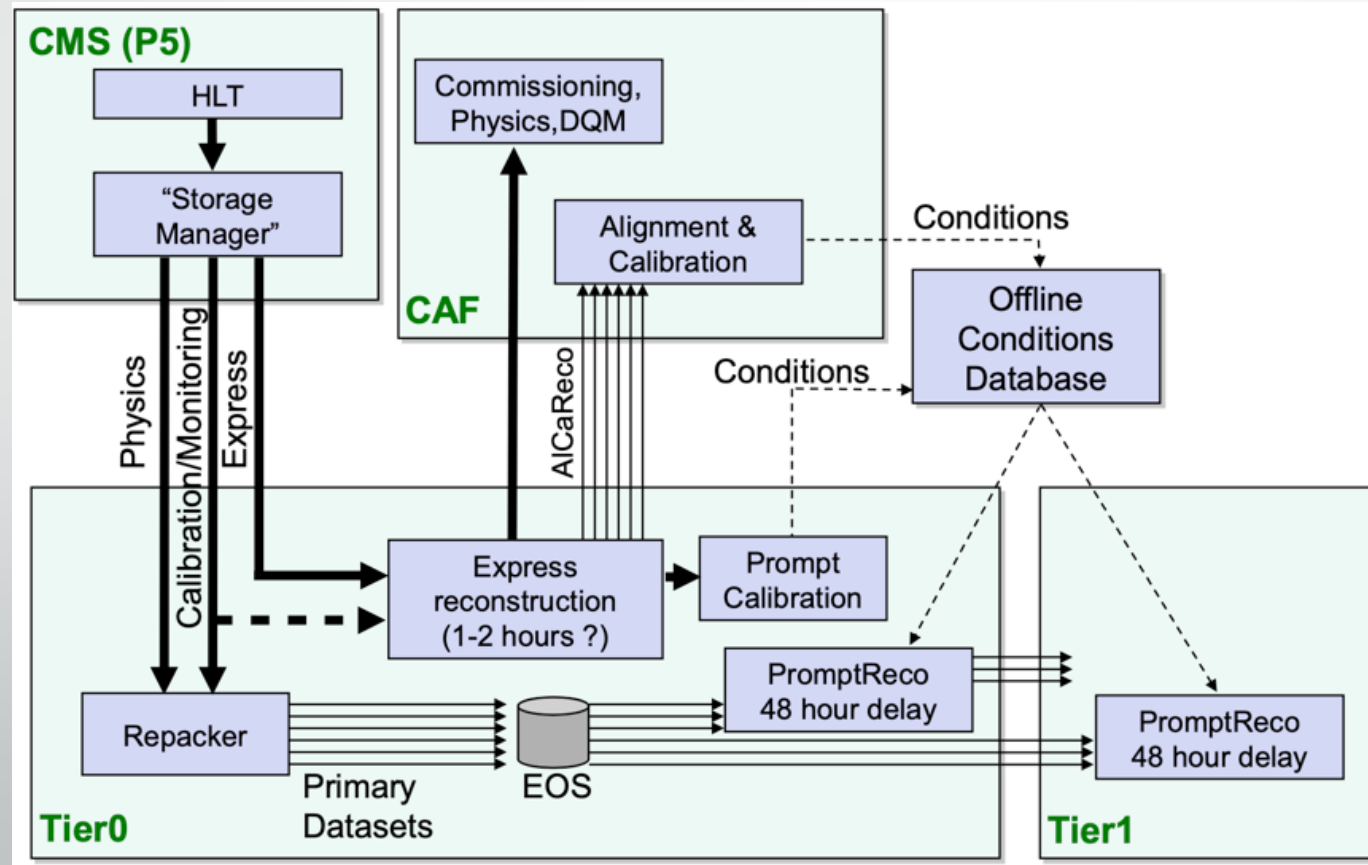 CMS (P5)
HLT
“Storage
Manager”
Commissioning,
Physics,DQM
Alignment &
Calibration
CAF
Conditions
Offline
Conditions
Database
Conditions
Physics
Calibration/Monitoring
Express
AlCaReco
Express
reconstruction
(1-2 hours ?)
Prompt
Calibration
PromptReco
48 hour delay
PromptReco
48 hour delay
Repacker
Primary
Datasets
EOS
Tier0
Tier1